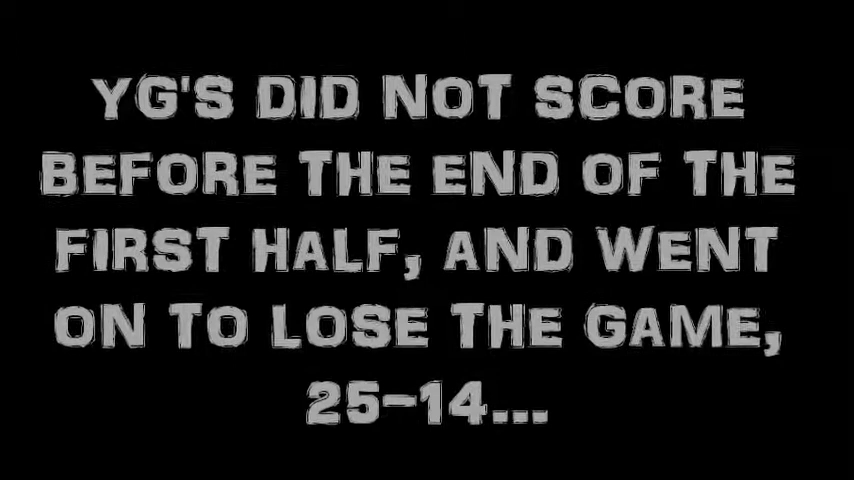 YG'S DID NOT SCORE
BEFORE THE END OF THE
FIRST HALF, AND WENT
ON TO LOSE THE GAME,
25-14...